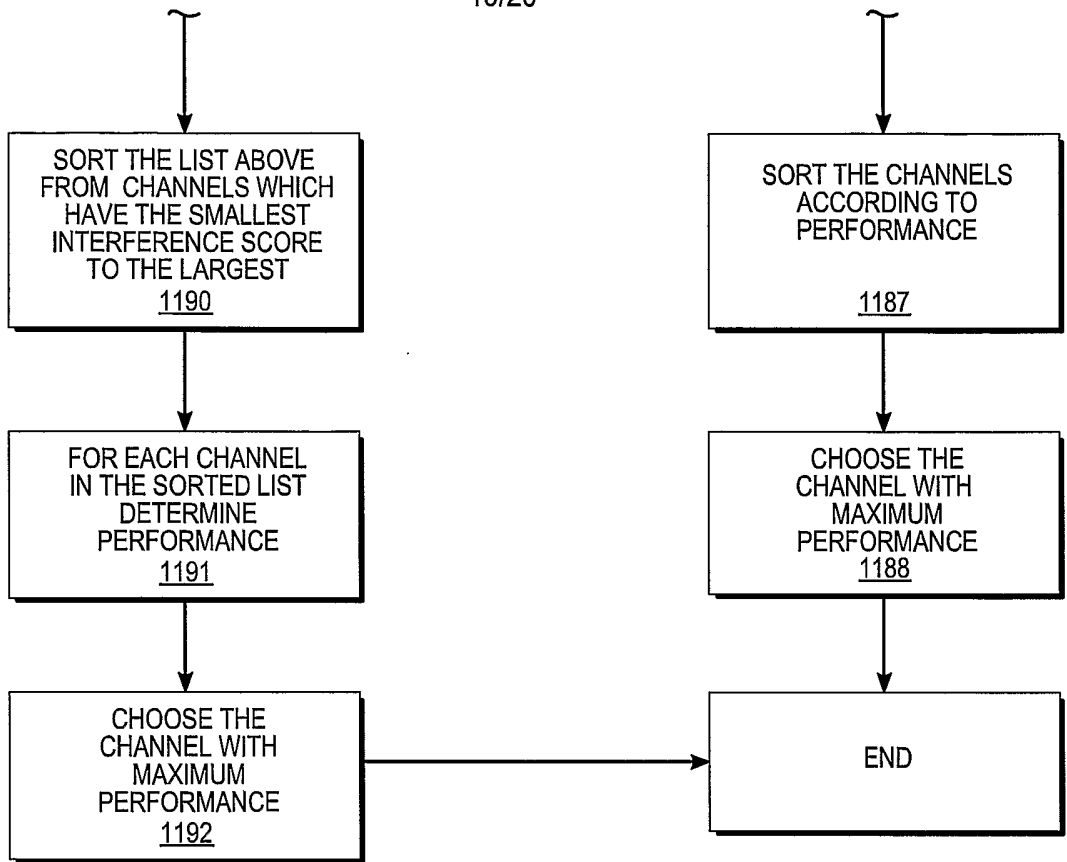 SORT THE LIST ABOVE
FROM CHANNELS WHICH
HAVE THE SMALLEST
INTERFERENCE SCORE
TO THE LARGEST
1190
SORT THE CHANNELS
ACCORDING TO
PERFORMANCE
1187
FOR EACH CHANNEL
IN THE SORTED LIST
DETERMINE
PERFORMANCE
1191
CHOOSE THE
CHANNEL WITH
MAXIMUM
PERFORMANCE
1188
CHOOSE THE
CHANNEL WITH
MAXIMUM
PERFORMANCE
1192
END